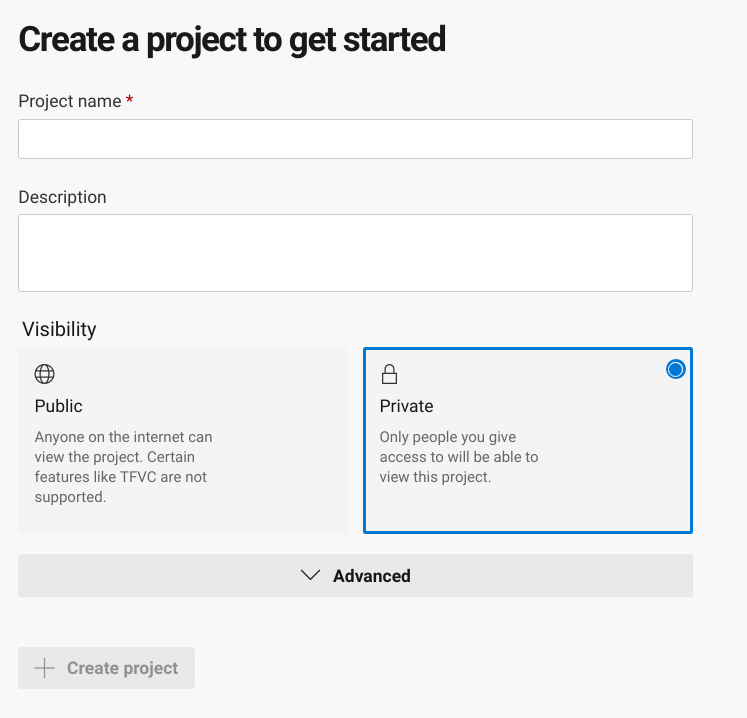 Create a project to get started
Project name *
Description
Visibility
Public
Anyone on the internet can
view the project. Certain
features like TFVC are not
supported.
Private
Only people you give
access to will be able to
view this project.
Advanced
Create project